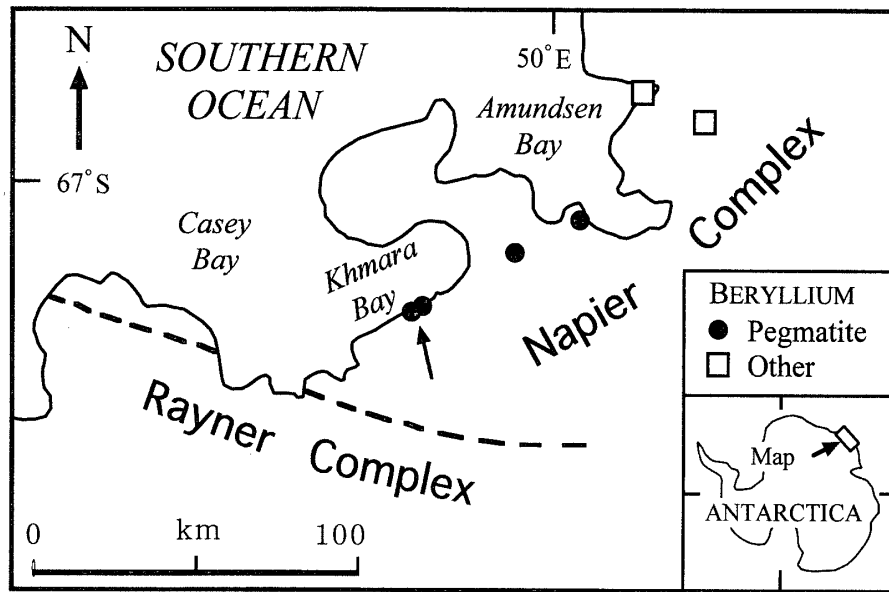 N
SOUTHERN
OCEAN
50°E
Amundsen
Bay
67°S
Casey
Bay
Khmara
Bay
Napier Complex
Rayner Complex
BERYLLIUM
Pegmatite
Other
Map
ANTARCTICA
0 km 100